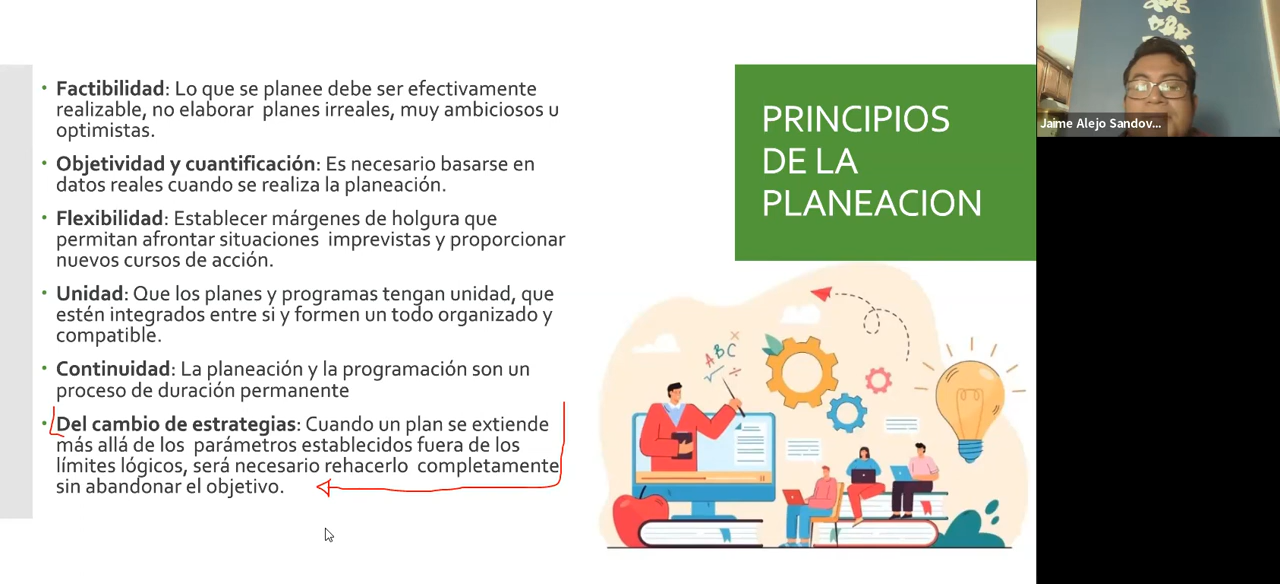 • Factibilidad: Lo que se planee debe ser efectivamente
realizable, no elaborar  planes irreales, muy ambiciosos u
optimistas.
• Objetividad y cuantificación: Es necesario basarse en
datos reales cuando se realiza la planeación.
• Flexibilidad: Establecer márgenes de holgura que
permitan afrontar situaciones  imprevistas y proporcionar
nuevos cursos de acción.
• Unidad: Que los planes y programas tengan unidad, que
estén integrados entre si y formen un todo organizado y
compatible.
• Continuidad: La planeación y la programación son un
proceso de duración permanente
• Del cambio de estrategias: Cuando un plan se extiende
más allá de los  parámetros establecidos fuera de los
límites lógicos, será necesario rehacerlo  completamente
sin abandonar el objetivo.
PRINCIPIOS
DE LA
PLANEACION
ABC
Jaime Alejo Sandov...